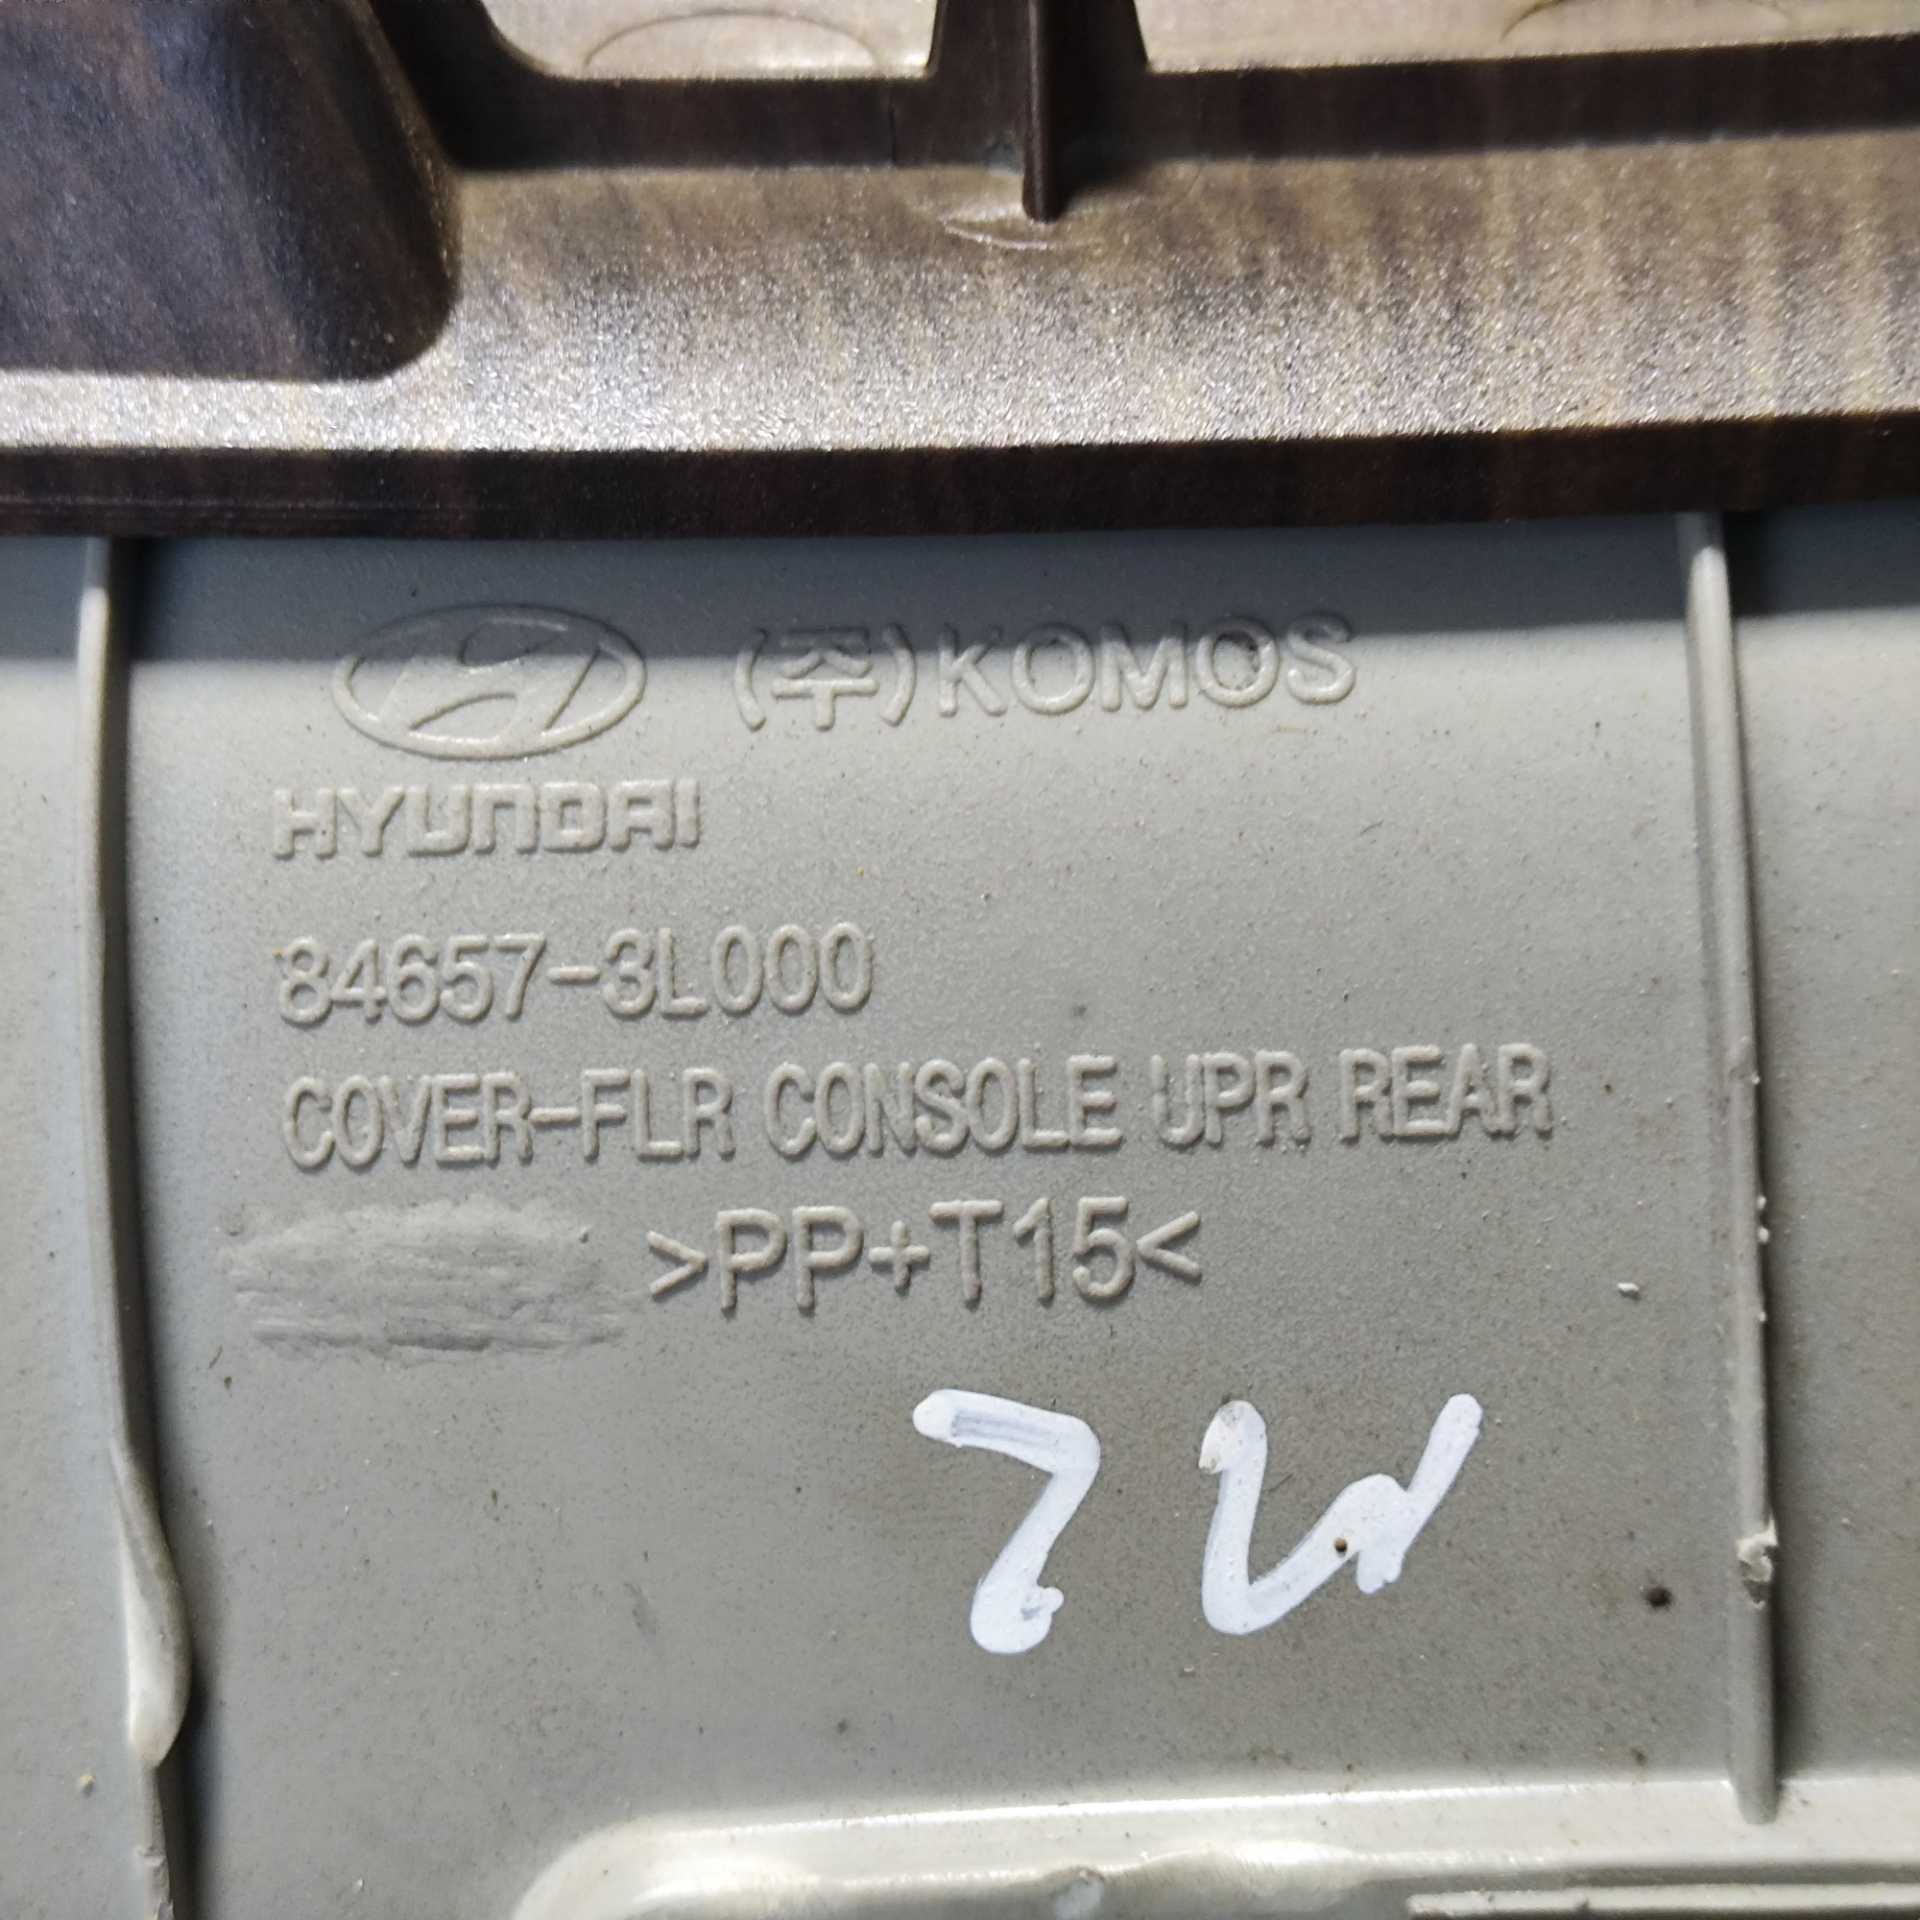 (주)KOMOS
HYUNDAI
84657-3L000
COVER-FLR CONSOLE UPR REAR
>PP+T15<